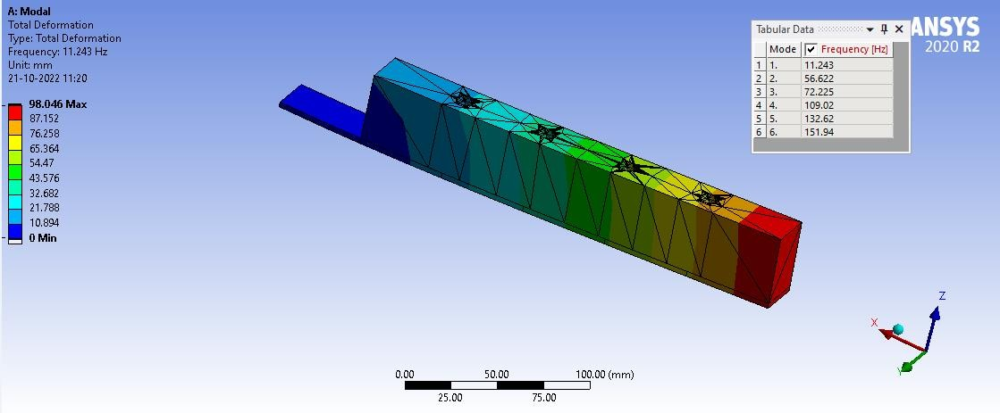 A: Modal
Total Deformation
Type: Total Deformation
Frequency: 11.243 Hz
Unit: mm
21-10-2022 11:20
98.046 Max
87.152
76.258
65.364
54.47
43.576
32.682
21.788
10.894
0 Min
Tabular Data
Mode Frequency [Hz]
1 1. 11.243
2 2. 56.622
3 3. 72.225
4 4. 109.02
5 5. 132.62
6 6. 151.94
ANSYS
2020 R2
Z
X
Y
0.00 50.00 100.00 (mm)
25.00 75.00